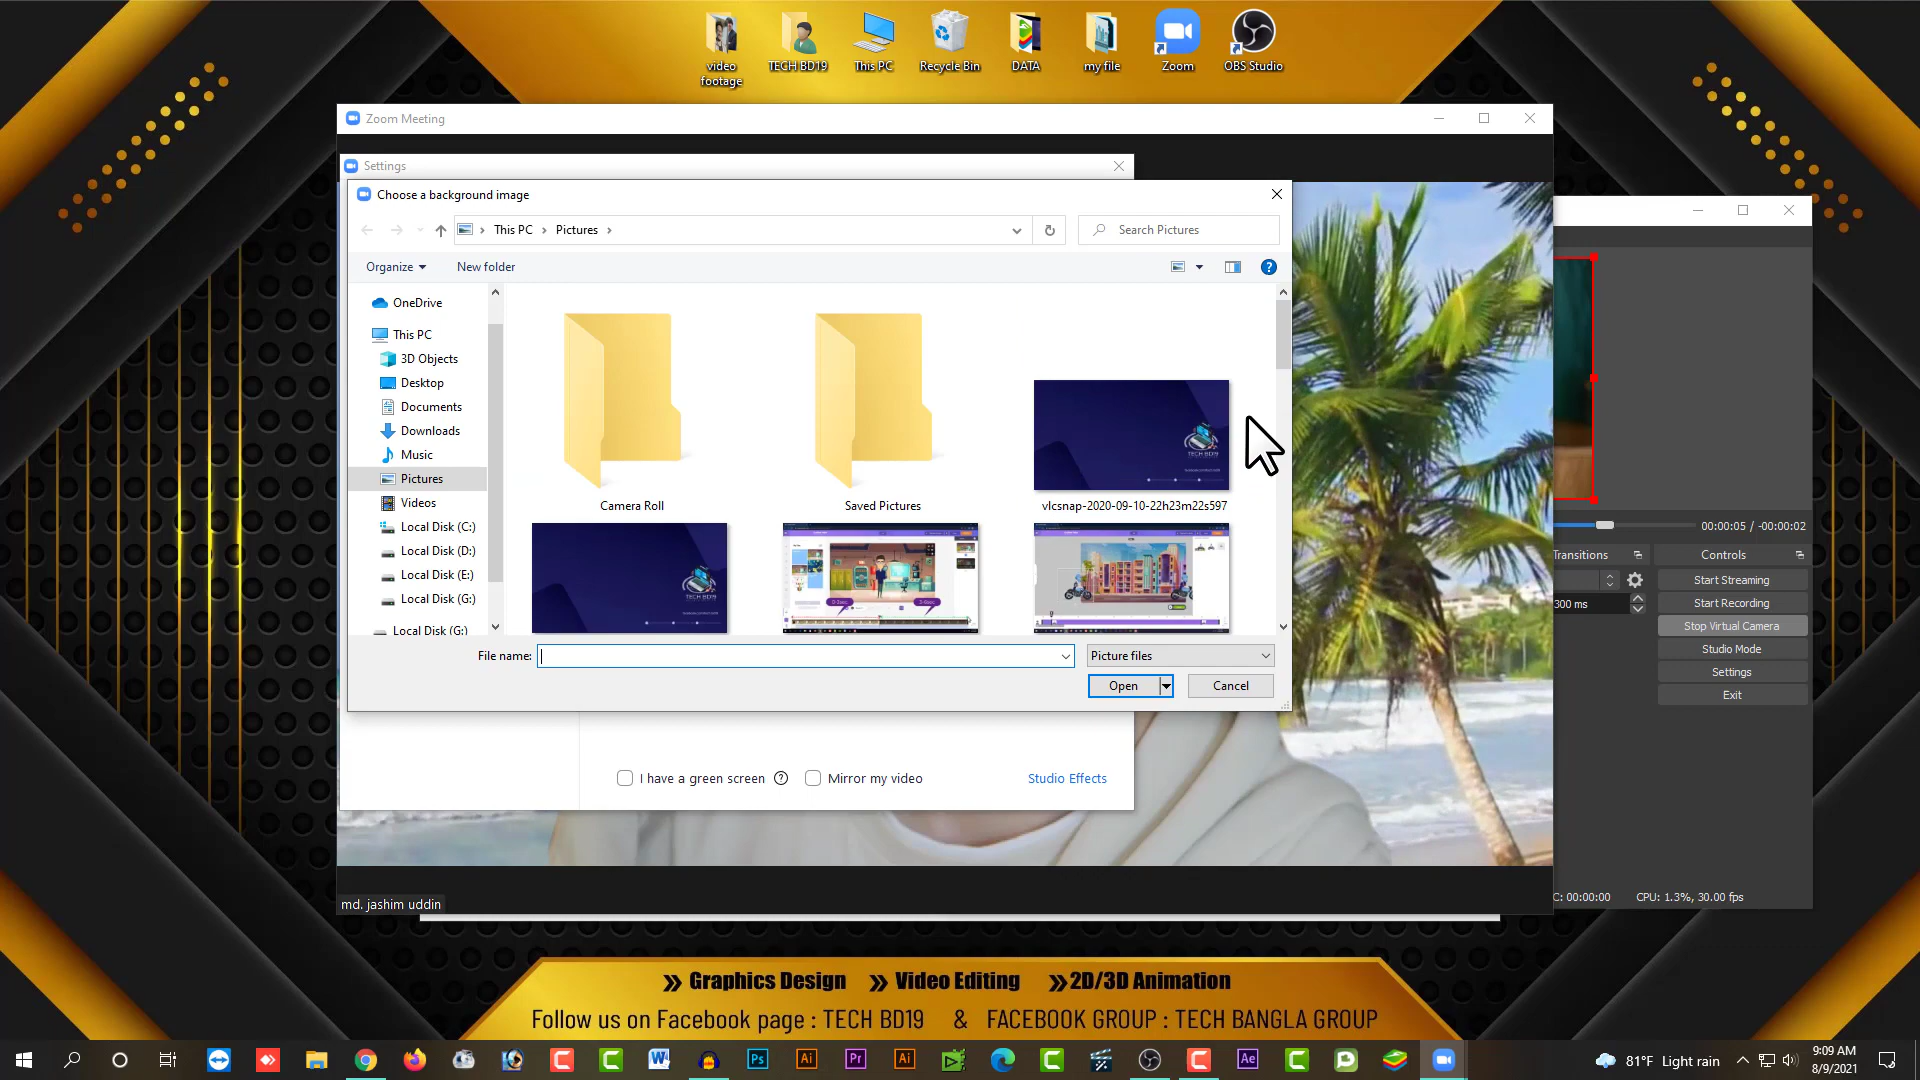 video
footage
TECH BD19
This PC
Recycle Bin
DATA
my file
Zoom
OBS Studio
Zoom Meeting
Settings
Choose a background image
This PC
Pictures
Search Pictures
Organize
New folder
OneDrive
This PC
3D Objects
Desktop
Documents
Downloads
Music
Pictures
Videos
Local Disk (C:)
Local Disk (D:)
Local Disk (E:)
Local Disk (G:)
Local Disk (G:)
Camera Roll
Saved Pictures
TECH BD19
vlcsnap-2020-09-10-22h23m22s597
TECH BD19
File name:
Picture files
Open
Cancel
I have a green screen
Mirror my video
Studio Effects
md. jashim uddin
00:00:05 / -00:00:02
Transitions
Controls
300 ms
Start Streaming
Start Recording
Stop Virtual Camera
Studio Mode
Settings
Exit
C: 00:00:00
CPU: 1.3%, 30.00 fps
» Graphics Design » Video Editing » 2D/3D Animation
Follow us on Facebook page : TECH BD19 & FACEBOOK GROUP : TECH BANGLA GROUP
81°F Light rain
9:09 AM
8/9/2021